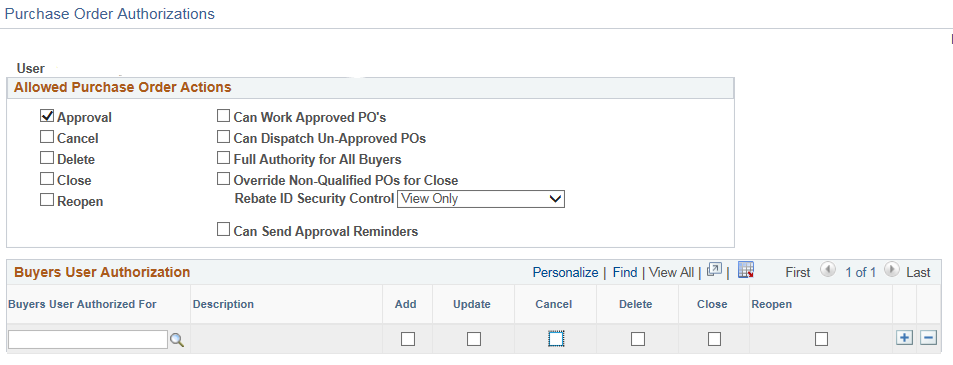 Purchase Order Authorizations
User
Allowed Purchase Order Actions
Approval Can Work Approved PO's
Cancel Can Dispatch Un-Approved POs
Delete Full Authority for All Buyers
Close Override Non-Qualified POs for Close
Rebate ID Security Control View Only
Reopen
Can Send Approval Reminders
Buyers User Authorization Personalize | Find | View All | | First 1 of 1 Last
Buyers User Authorized For Description Add Update Cancel Delete Close Reopen